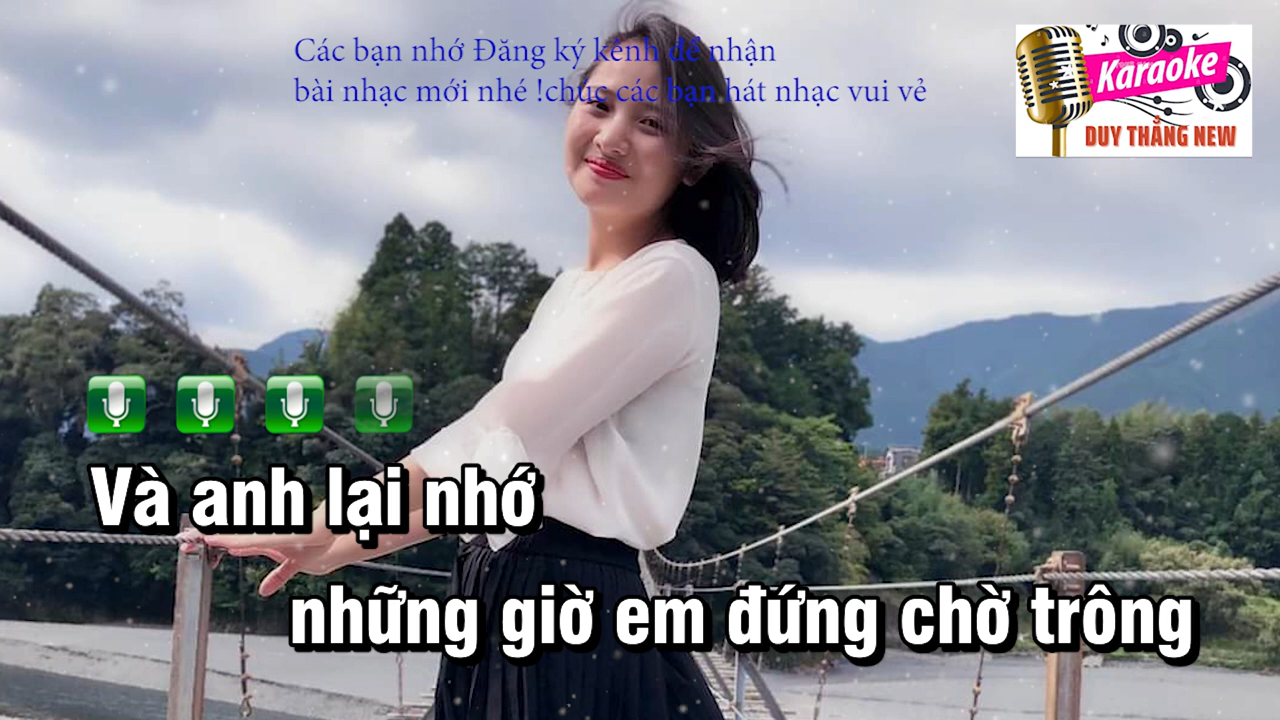 Các bạn nhớ Đăng ký kênh để nhận
bài nhạc mới nhé !chúc các bạn hát nhạc vui vẻ
Karaoke
DUY THẮNG NEW
Và anh lại nhớ
những giờ em đứng chờ trông